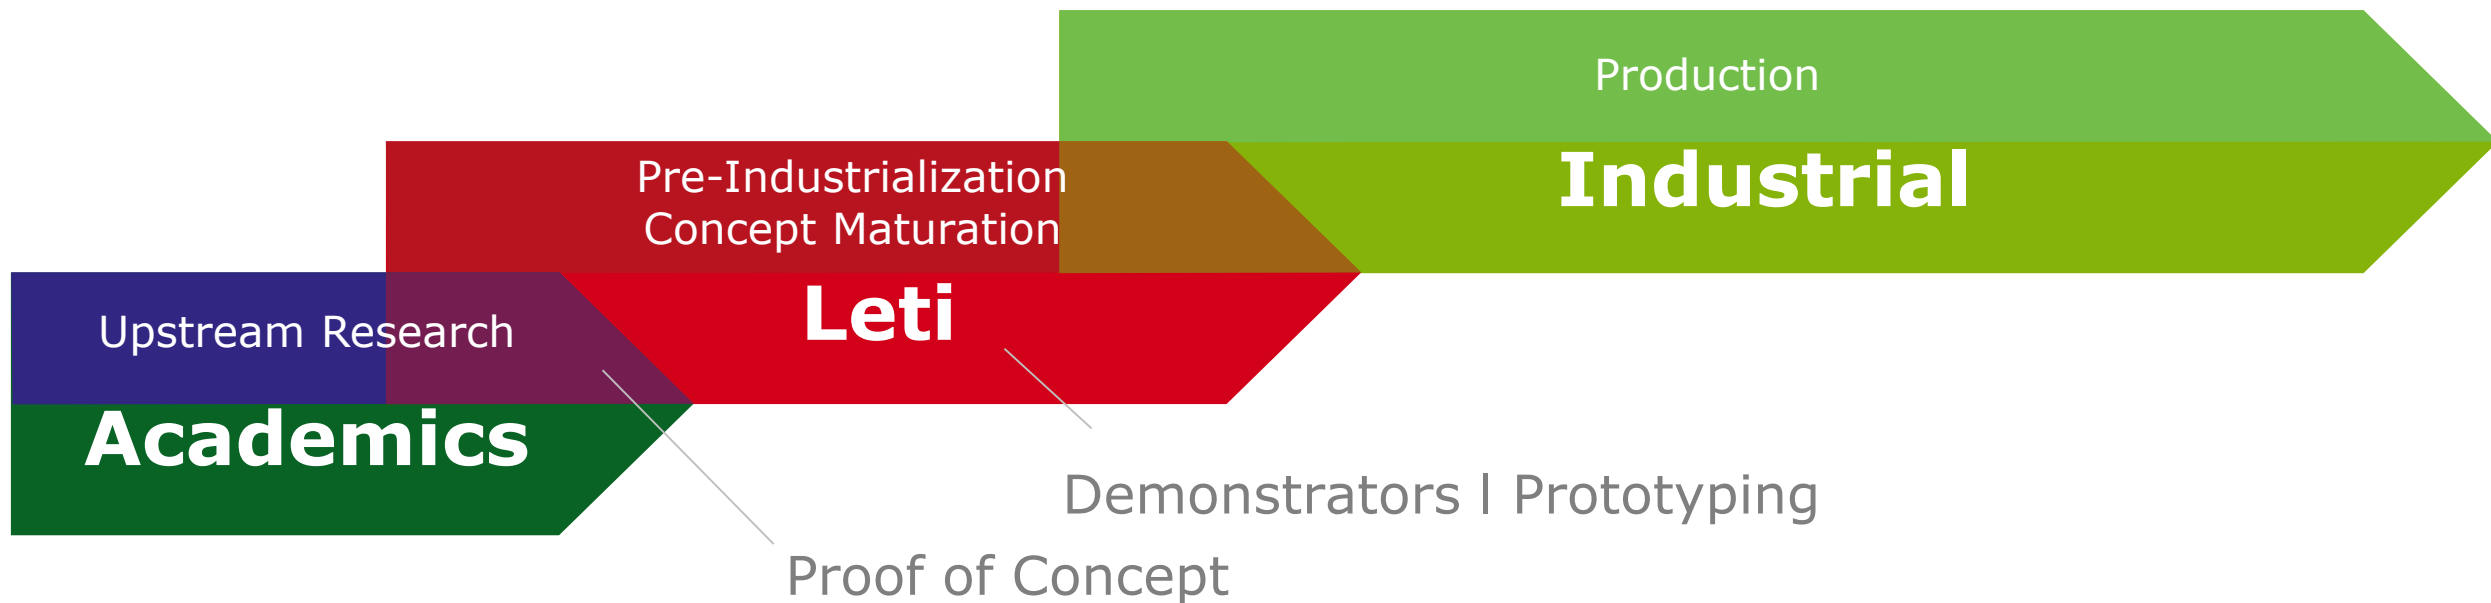 Production
Industrial
Pre-Industrialization
Concept Maturation
Leti
Upstream Research
Academics
Demonstrators l Prototyping
Proof of Concept